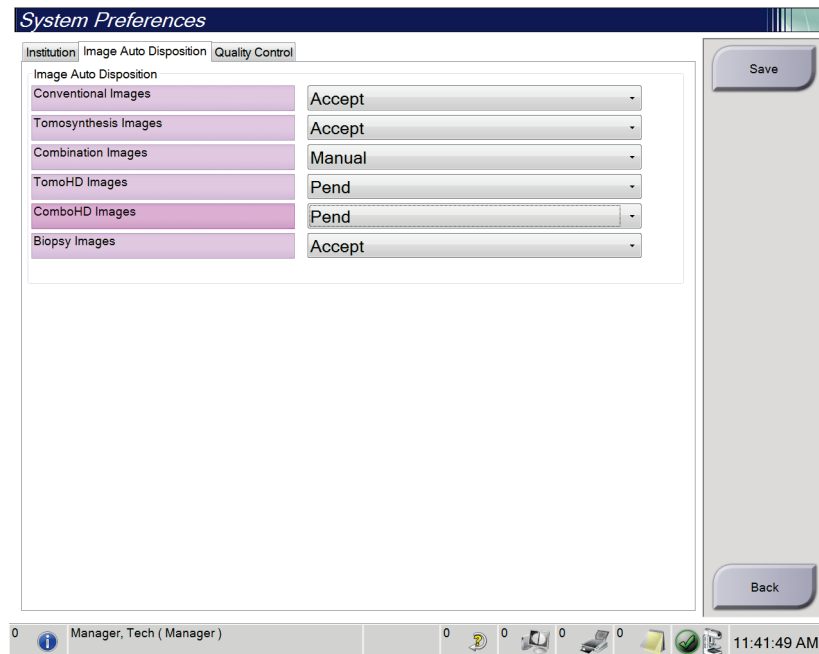 System Preferences
Institution Image Auto Disposition Quality Control
Save
Image Auto Disposition
Conventional Images Accept
Tomosynthesis Images Accept
Combination Images Manual
TomoHD Images Pend
ComboHD Images Pend
Biopsy Images Accept
Back
0 Manager, Tech ( Manager ) 0 0 0 0 11:41:49 AM